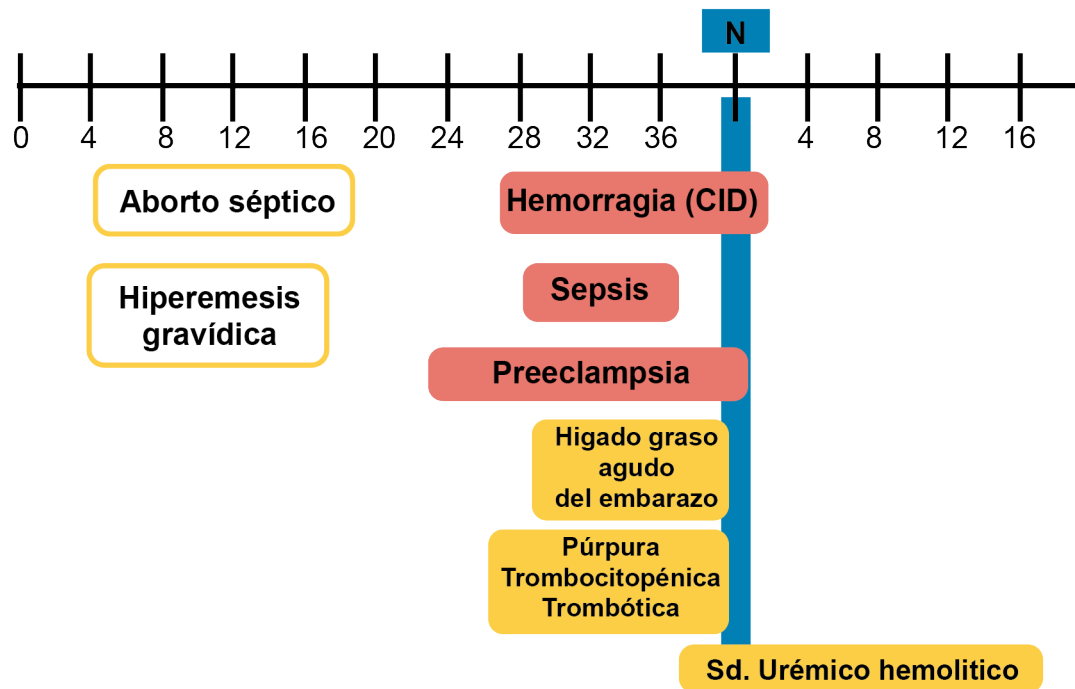 N
0 4 8 12 16 20 24 28 32 36 4 8 12 16
Aborto séptico
Hemorragia (CID)
Hiperemesis
gravídica
Sepsis
Preeclampsia
Higado graso
agudo
del embarazo
Púrpura
Trombocitopénica
Trombótica
Sd. Urémico hemolitico